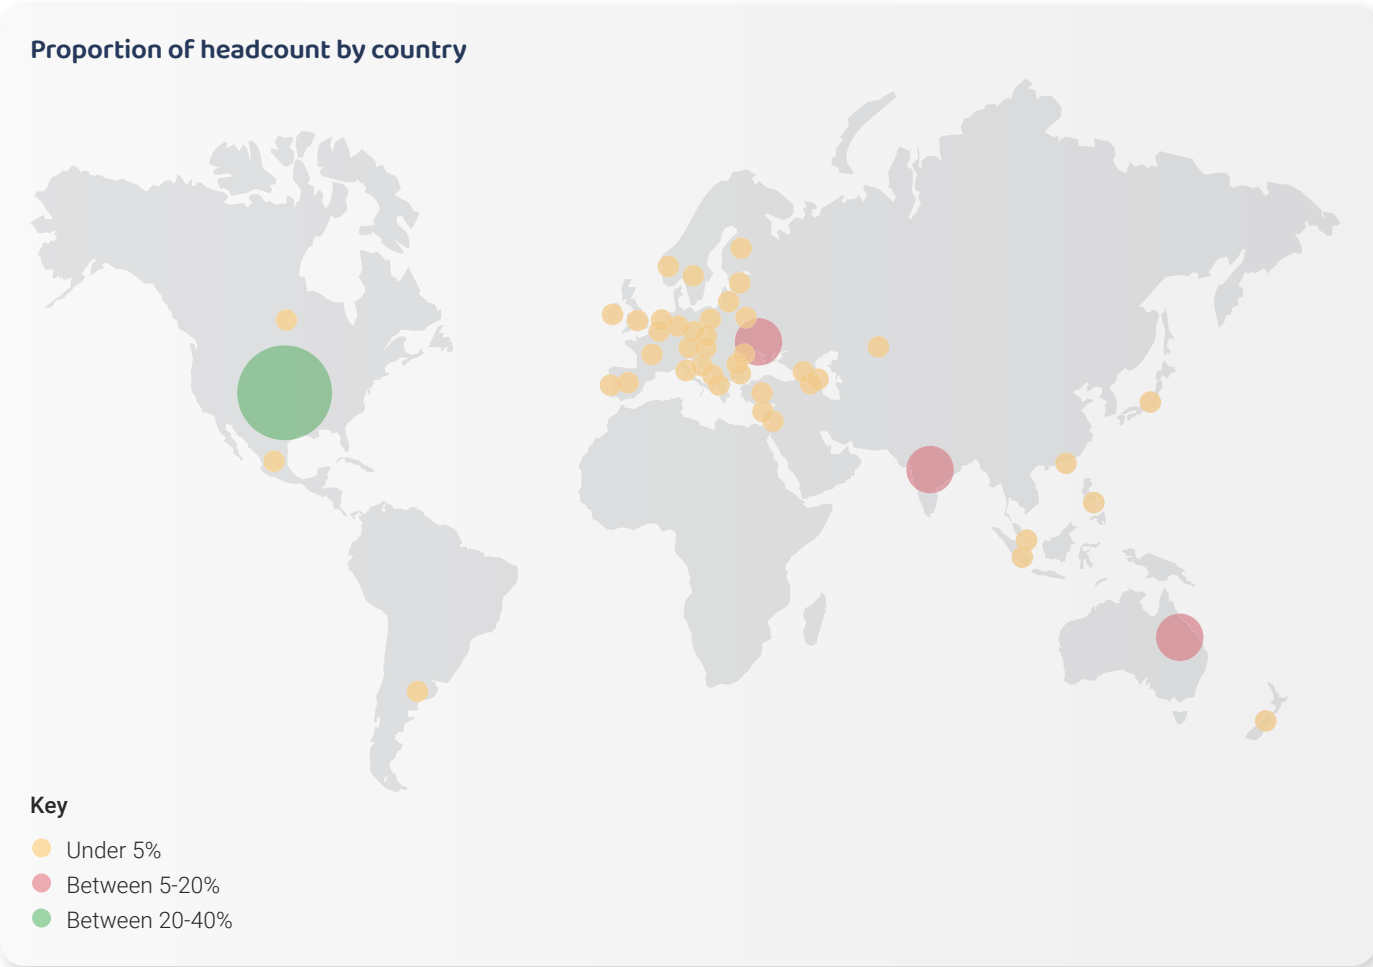 Proportion of headcount by country
Key
Under 5%
Between 5-20%
Between 20-40%